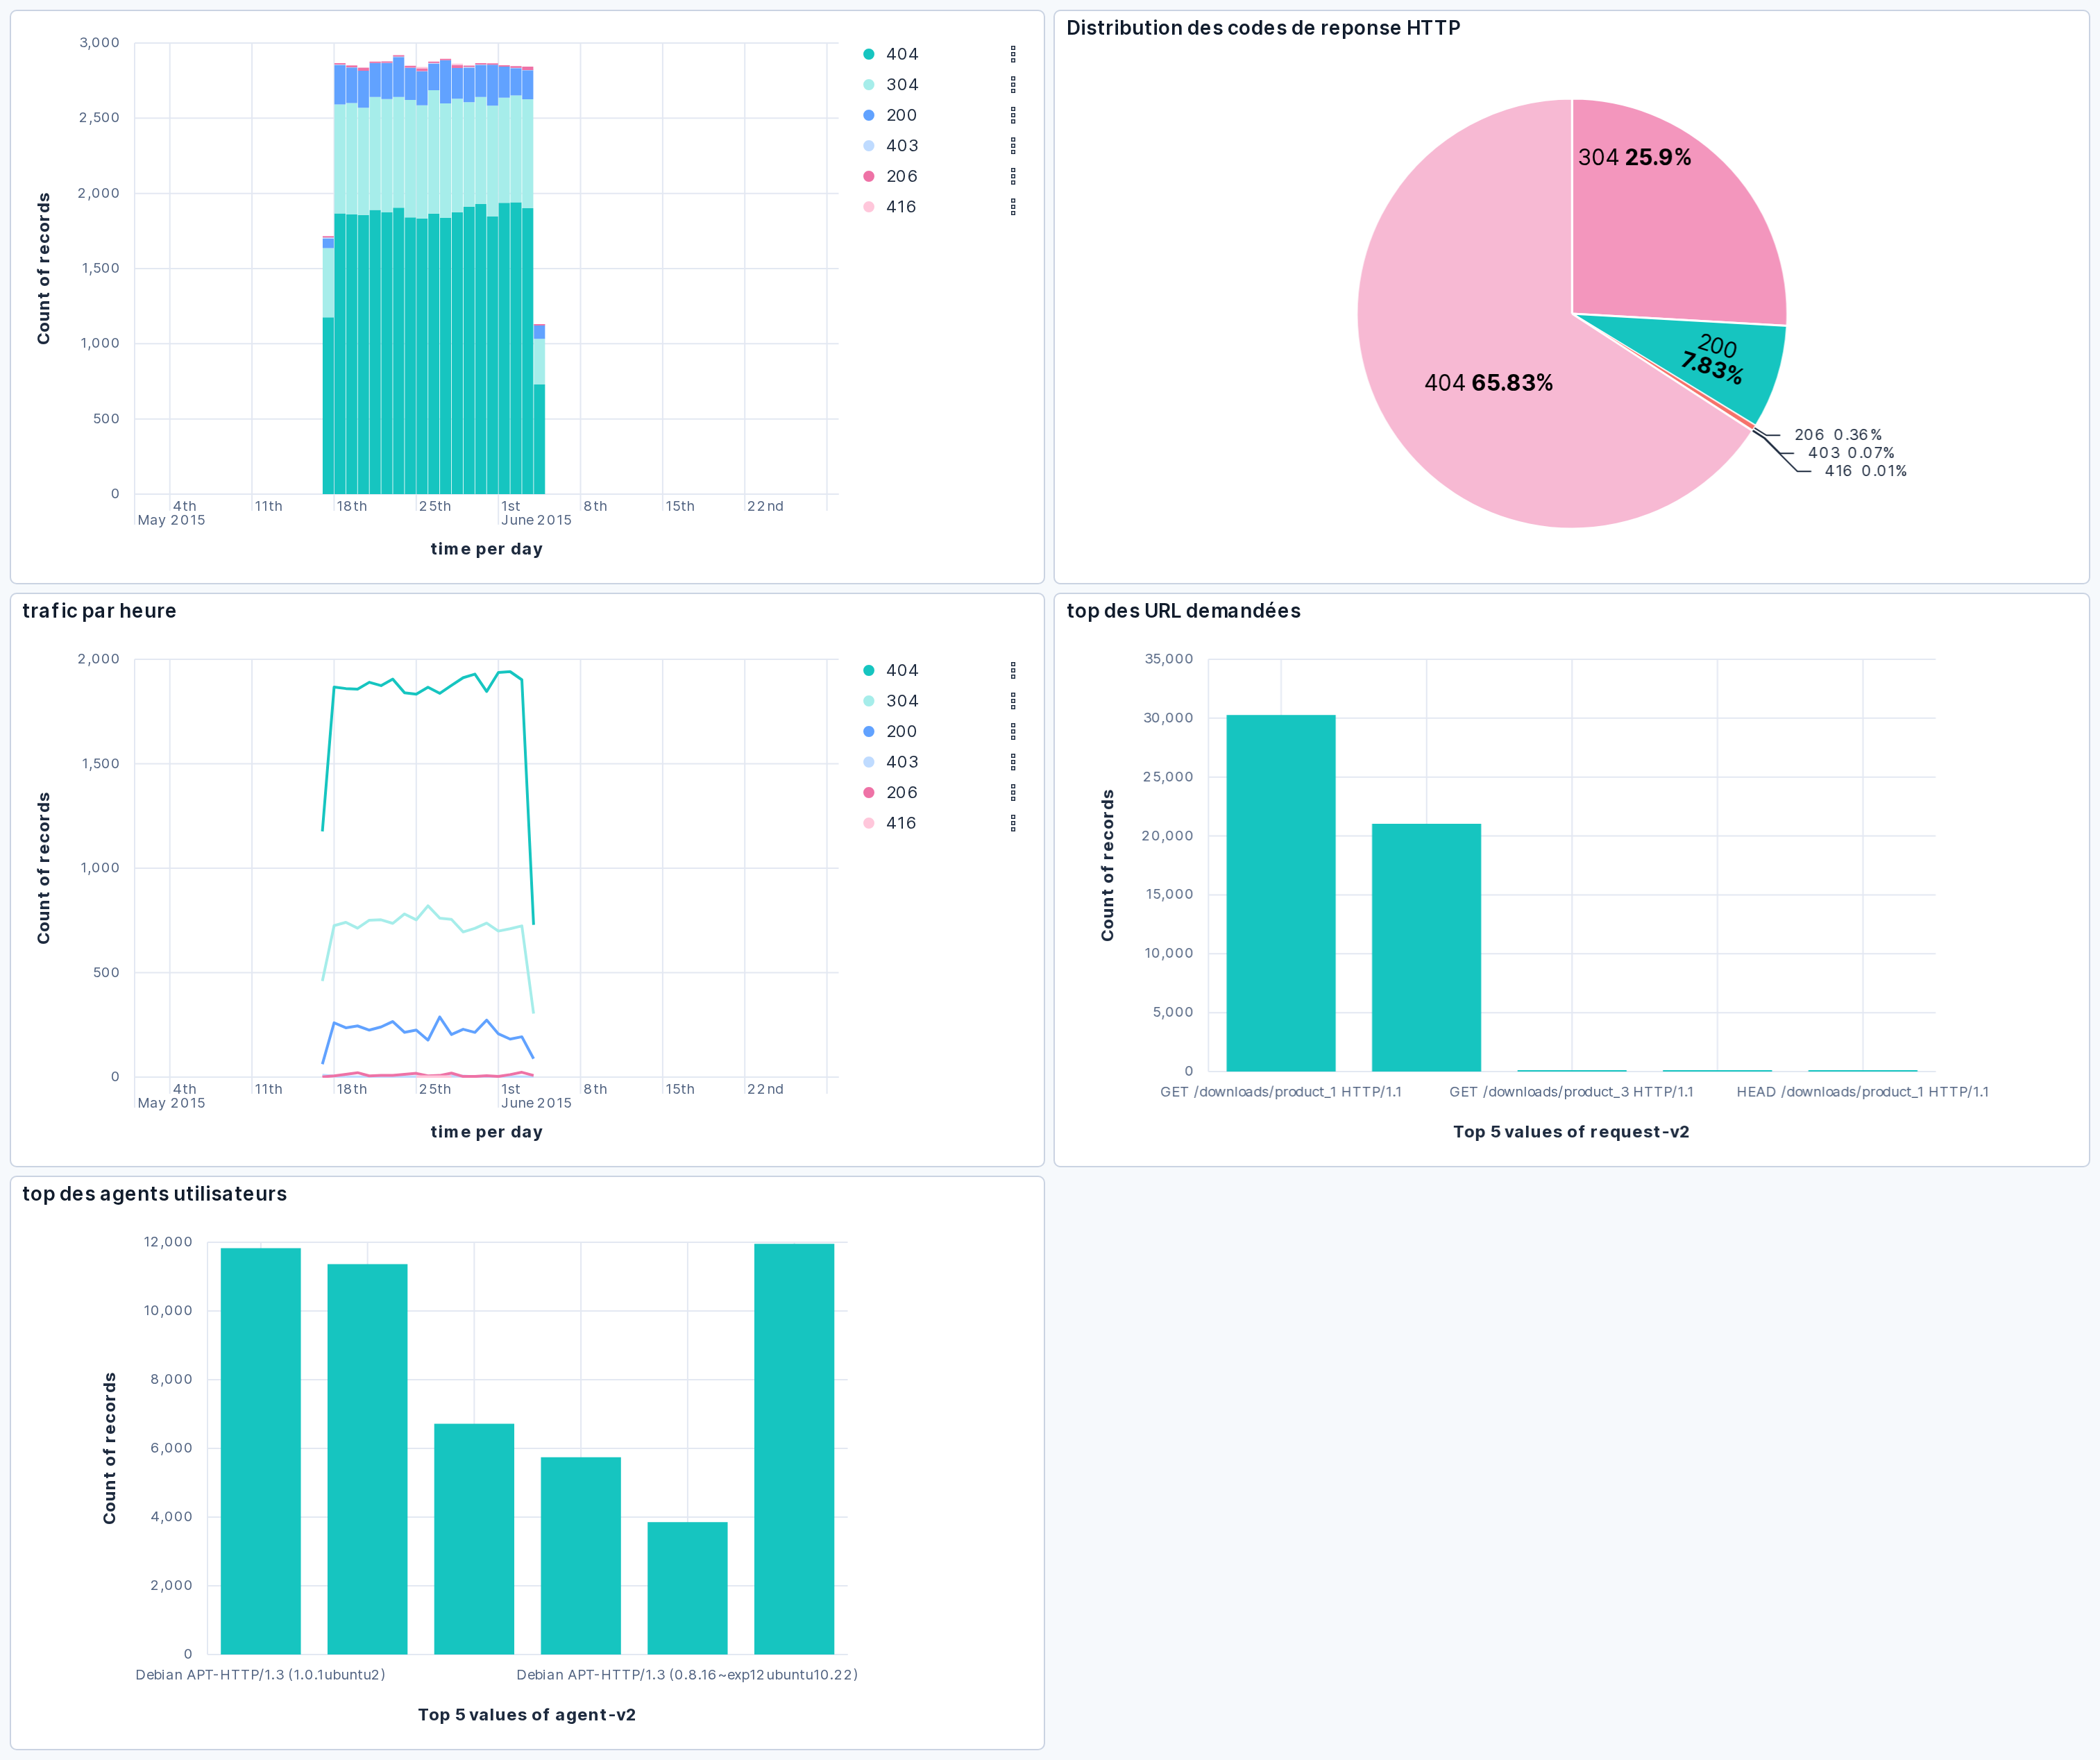 3,000
2,500
2,000
1,500
1,000
500
0
Count of records
4th
11th
18th
25th
1st
8th
15th
22nd
May 2015
June 2015
time per day
404
304
200
403
206
416
Distribution des codes de reponse HTTP
304 25.9%
200
7.83%
404 65.83%
206 0.36%
403 0.07%
416 0.01%
trafic par heure
2,000
1,500
1,000
500
0
Count of records
4th
11th
18th
25th
1st
8th
15th
22nd
May 2015
June 2015
time per day
404
304
200
403
206
416
top des URL demandées
35,000
30,000
25,000
20,000
15,000
10,000
5,000
0
Count of records
GET /downloads/product_1 HTTP/1.1
GET /downloads/product_3 HTTP/1.1
HEAD /downloads/product_1 HTTP/1.1
Top 5 values of request-v2
top des agents utilisateurs
12,000
10,000
8,000
6,000
4,000
2,000
0
Count of records
Debian APT-HTTP/1.3 (1.0.1ubuntu2)
Debian APT-HTTP/1.3 (0.8.16~exp12ubuntu10.22)
Top 5 values of agent-v2